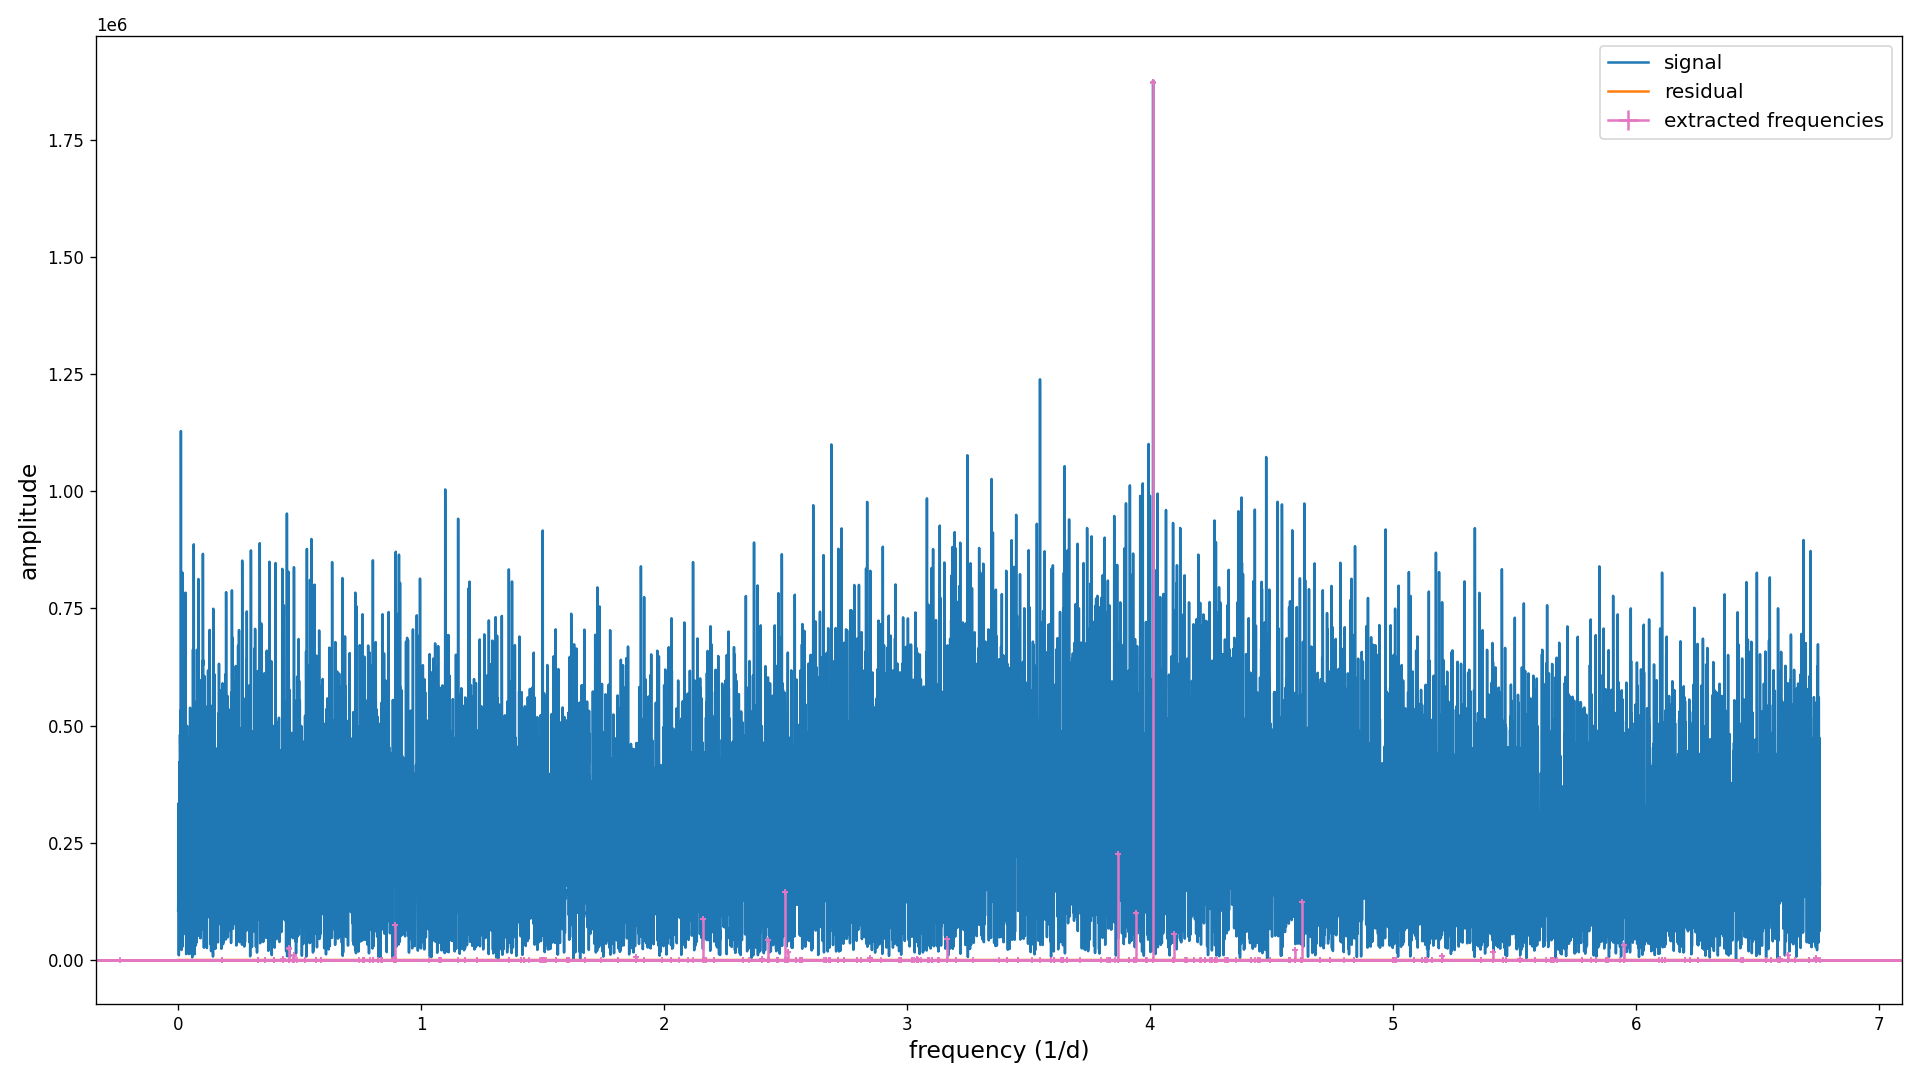 1e6
signal
residual
extracted frequencies
1.75
1.50
1.25
1.00
0.75
0.50
0.25
0.00
amplitude
0 1 2 3 4 5 6 7
frequency (1/d)